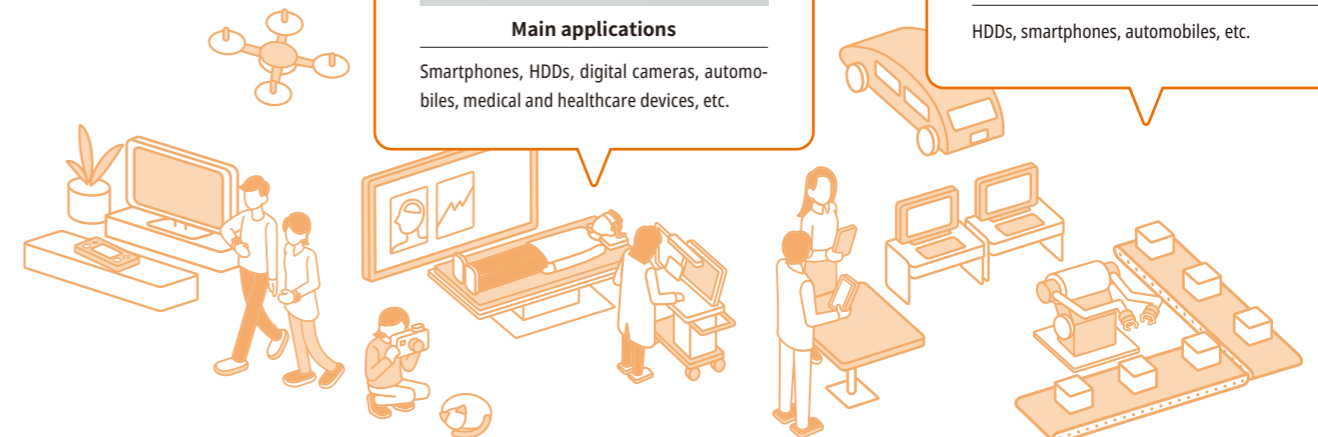 Main applications
Smartphones, HDDs, digital cameras, automo-
biles, medical and healthcare devices, etc.
HDDs, smartphones, automobiles, etc.